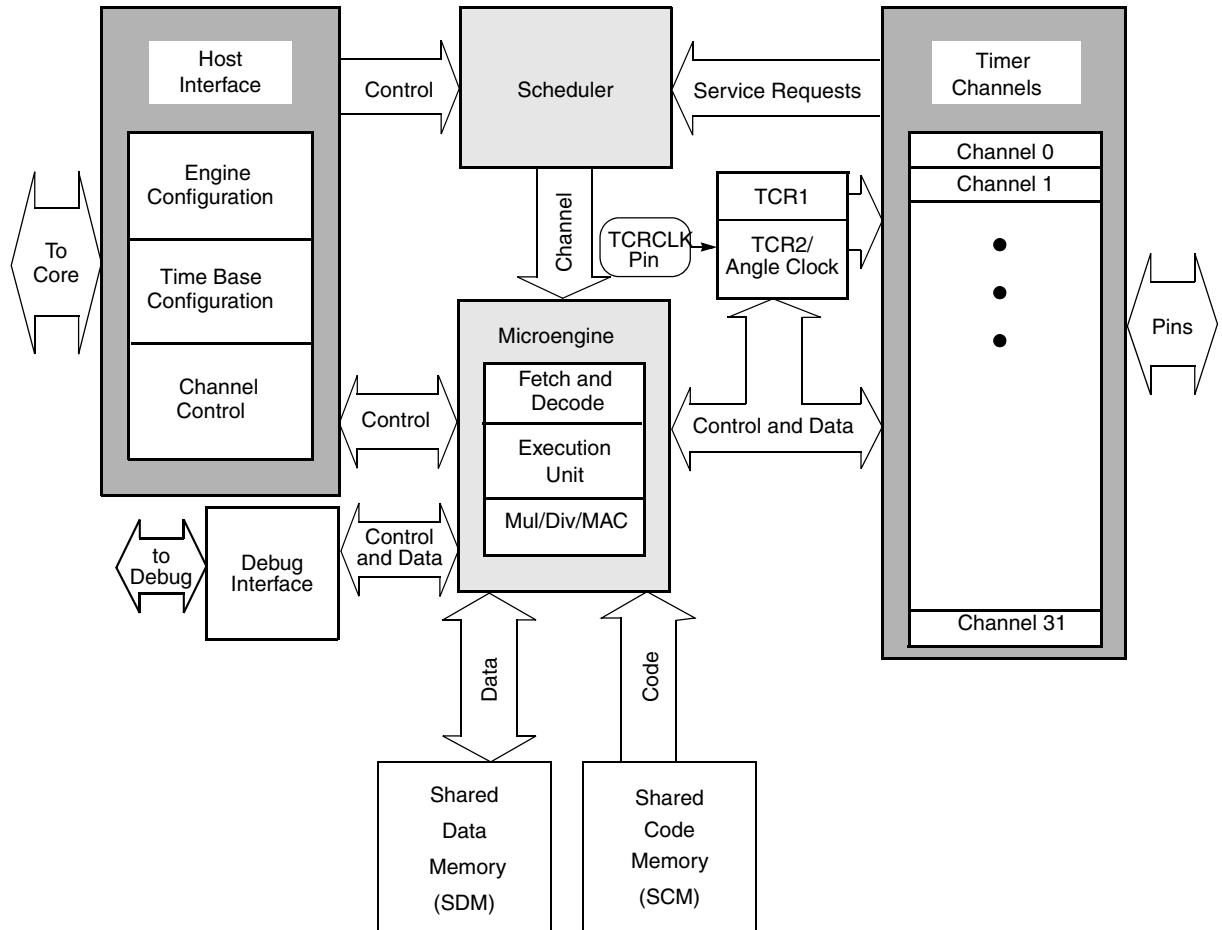 Host
Interface
Engine
Configuration
Time Base
Configuration
Channel
Control
To
Core
Control
Scheduler
Service Requests
Timer
Channels
Channel 0
Channel 1
Channel 31
Pins
Channel
TCRCLK
Pin
TCR1
TCR2/
Angle Clock
Microengine
Fetch and
Decode
Execution
Unit
Mul/Div/MAC
Control
Control and Data
to
Debug
Debug
Interface
Control
and Data
Data
Code
Shared
Data
Memory
(SDM)
Shared
Code
Memory
(SCM)